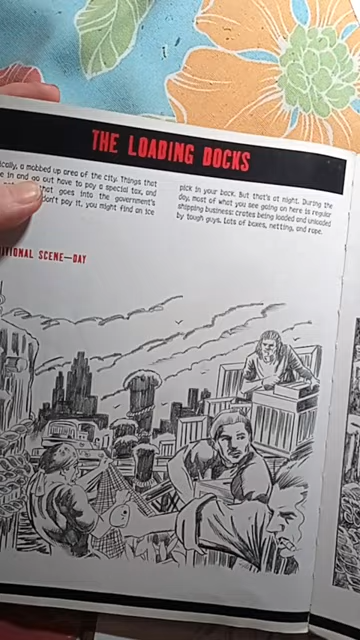 THE LOADING DOCKS
ically, a mobbed up area of the city. Things that
e in and go out have to pay a special tax, and
that goes into the government's
don't pay it, you might find an ice
pick in your back. But that's at night. During the
day, most of what you see going on here is regular
shipping business: crates being loaded and unloaded
by tough guys. Lots of boxes, netting, and rope.
ITIONAL SCENE—DAY